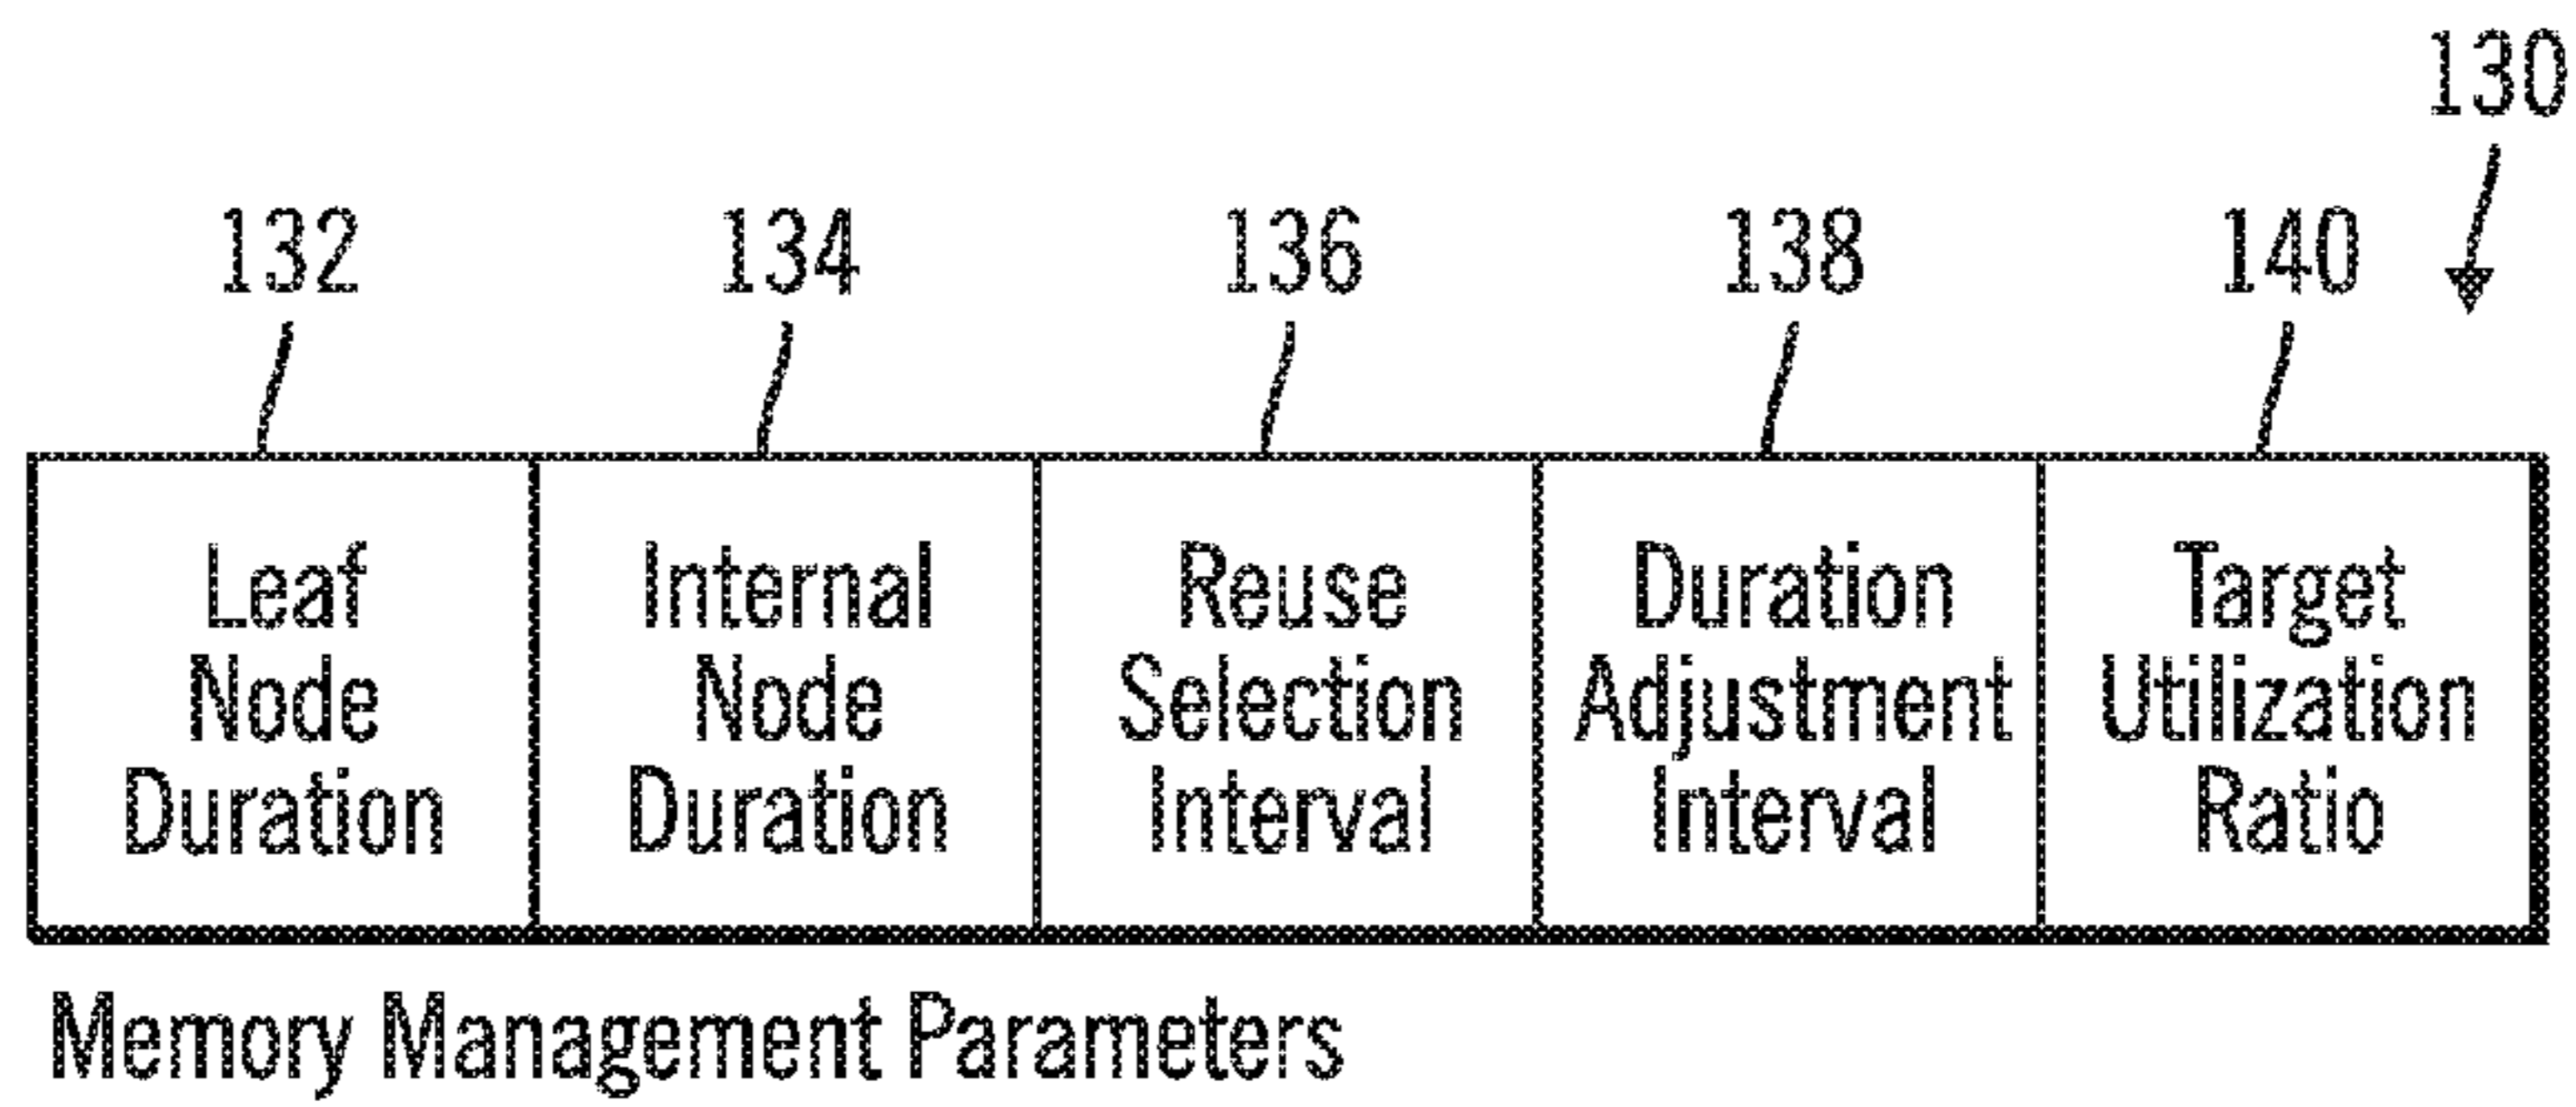 130
132 134 136 138 140
Leaf Node Duration
Internal Node Duration
Reuse Selection Interval
Duration Adjustment Interval
Target Utilization Ratio
Memory Management Parameters